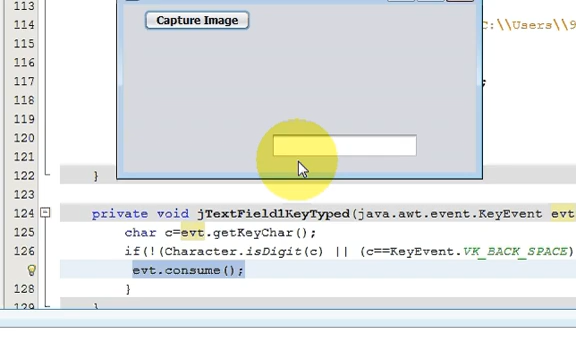 113
Capture Image
114
C:\\Users\\9
115
116
117
;
118
119
120
121
122 }
123
124 private void jTextField1KeyTyped(java.awt.event.KeyEvent evt
125 char c=evt.getKeyChar();
126 if(!(Character.isDigit(c) || (c==KeyEvent.VK_BACK_SPACE)
evt.consume();
128 }
129 }